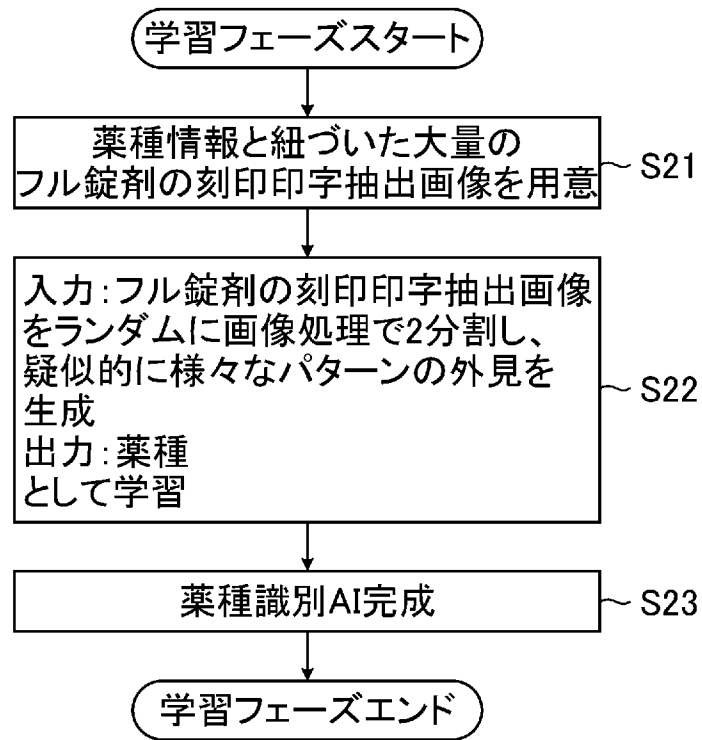 学習フェーズスタート
薬種情報と紐づいた大量の
フル錠剤の刻印印字抽出画像を用意
S21
入力:フル錠剤の刻印印字抽出画像
をランダムに画像処理で2分割し、
疑似的に様々なパターンの外見を
生成
出力:薬種
として学習
S22
薬種識別AI完成
S23
学習フェーズエンド